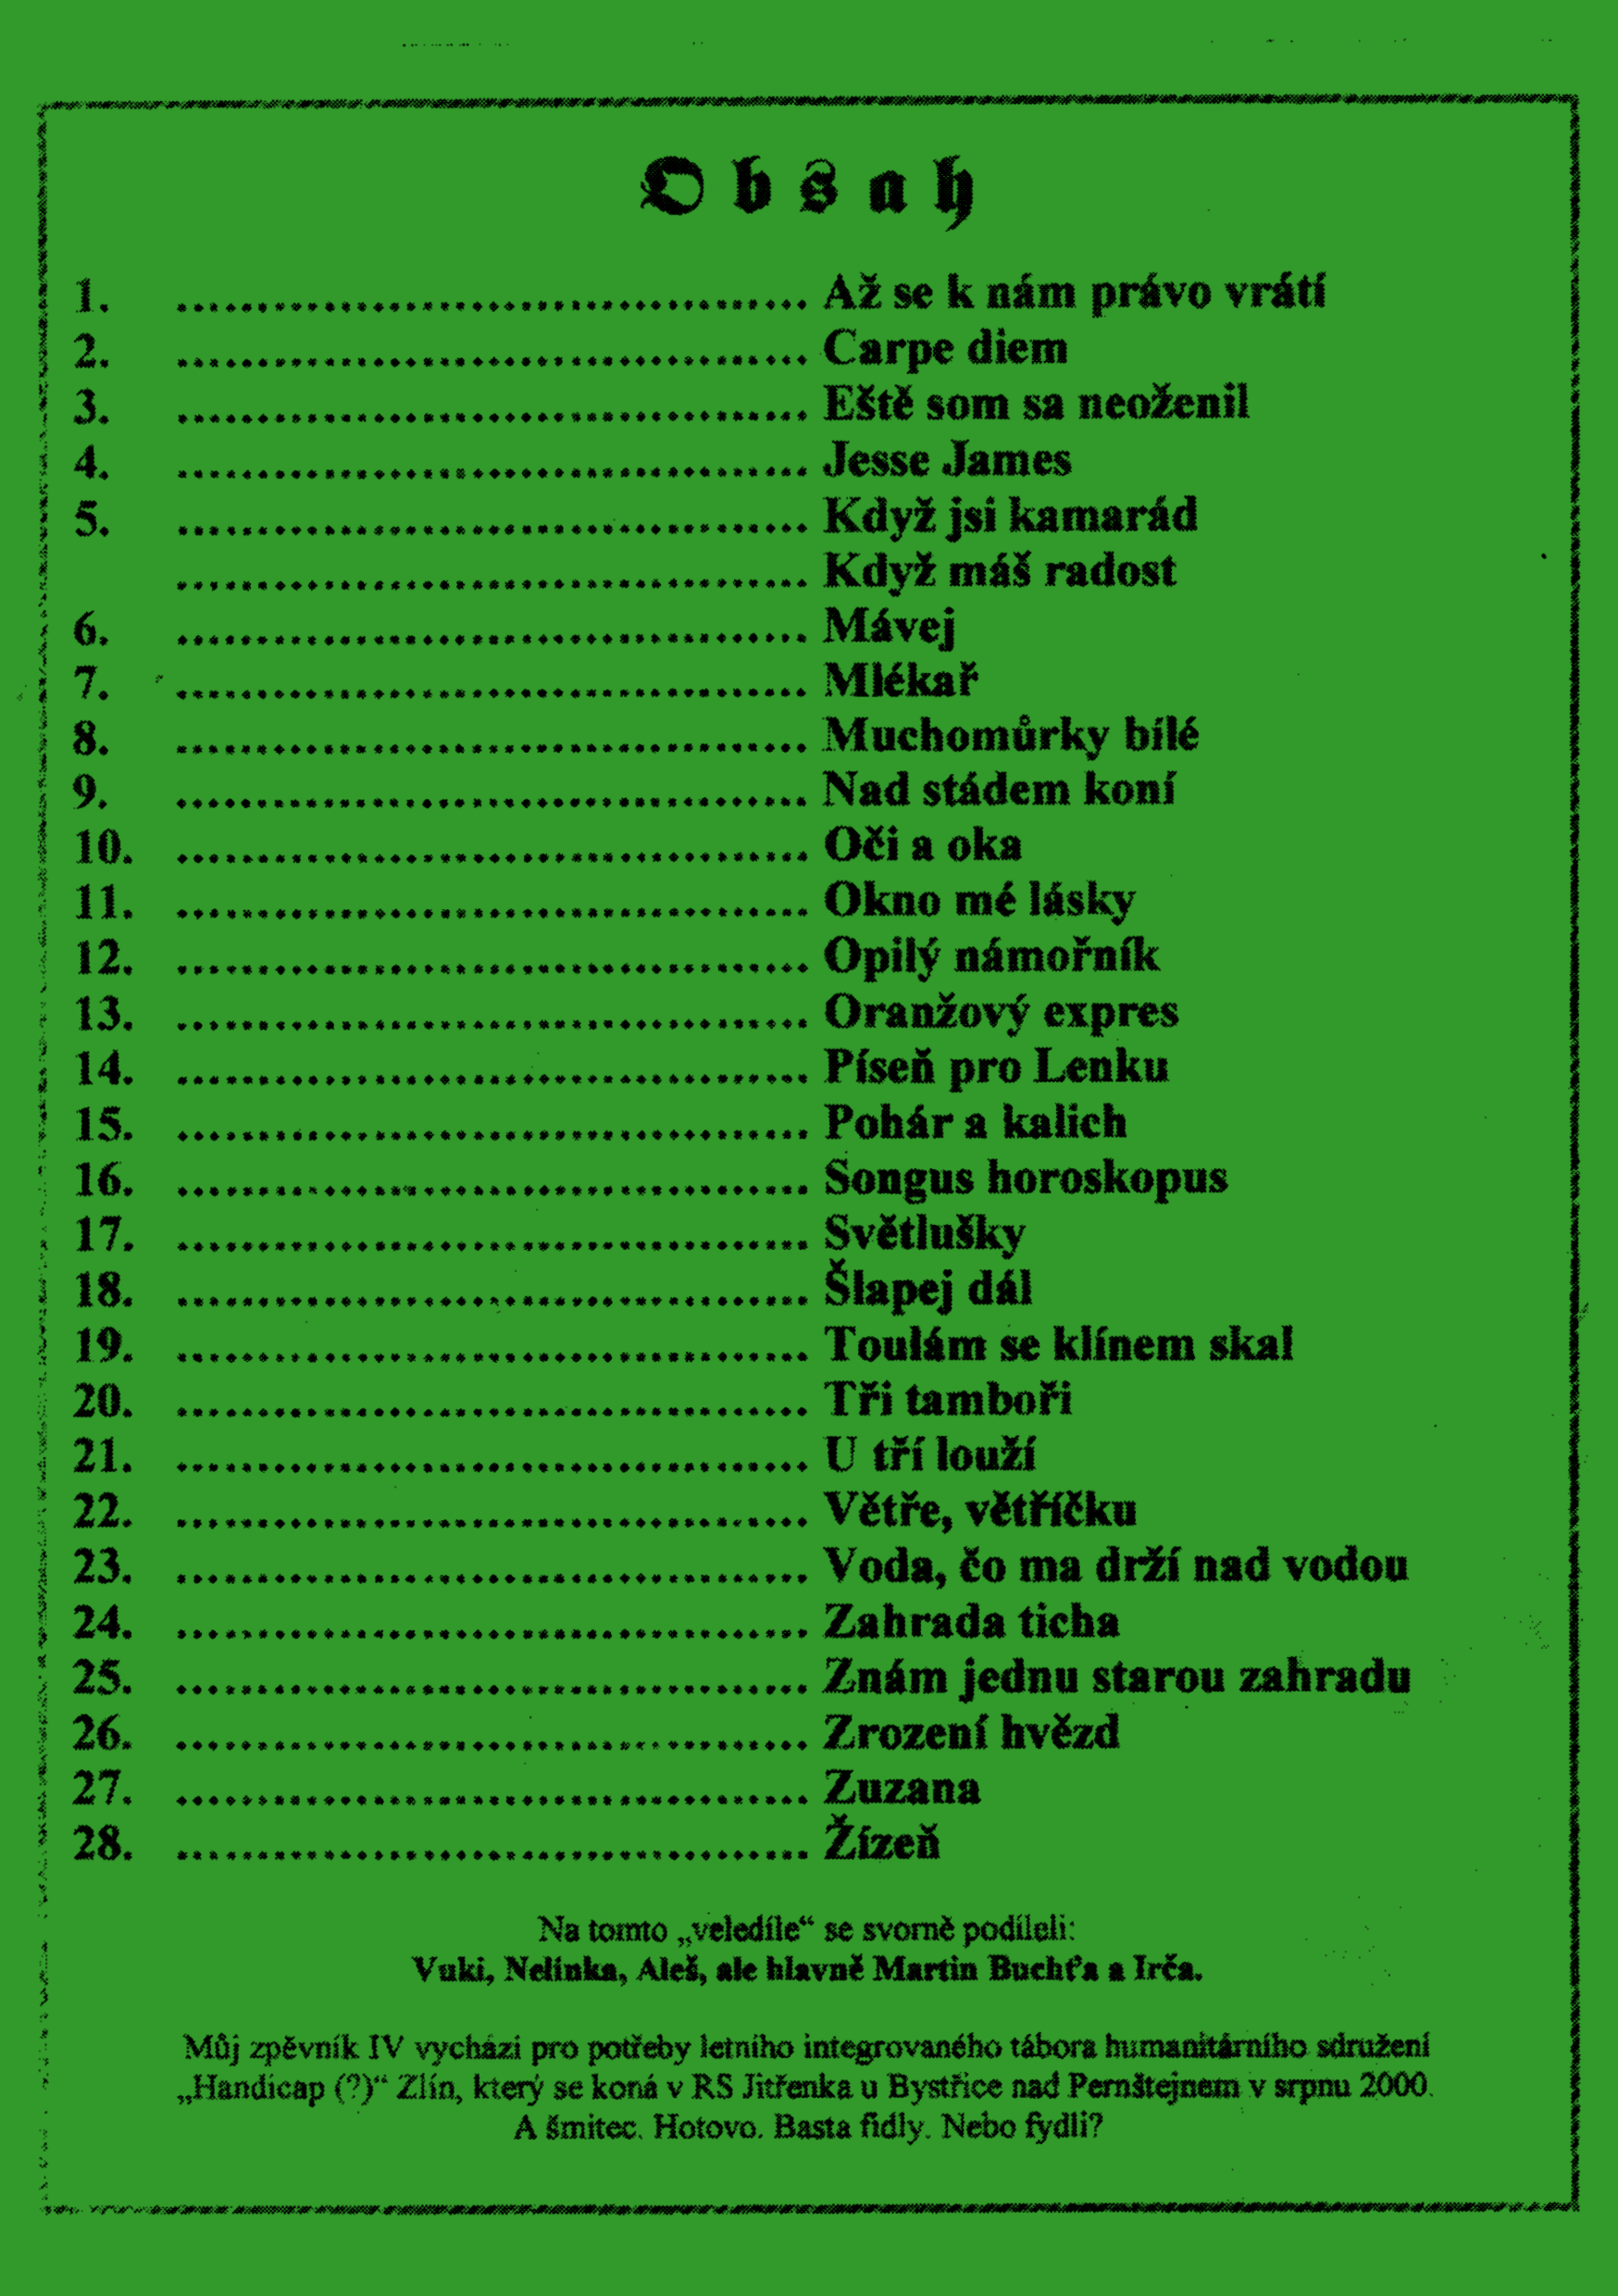 Obsah
1. ....................................... Až se k nám právo vrátí
2. ....................................... Carpe diem
3. ....................................... Eště som sa neoženil
4. ....................................... Jesse James
5. ....................................... Když jsi kamarád
....................................... Když máš radost
6. ....................................... Mávej
7. ....................................... Mlékař
8. ....................................... Muchomůrky bílé
9. ....................................... Nad stádem koní
10. ....................................... Oči a oka
11. ....................................... Okno mé lásky
12. ....................................... Opilý námořník
13. ....................................... Oranžový expres
14. ....................................... Píseň pro Lenku
15. ....................................... Pohár a kalich
16. ....................................... Songus horoskopus
17. ....................................... Světlušky
18. ....................................... Šlapej dál
19. ....................................... Toulám se klínem skal
20. ....................................... Tři tamboři
21. ....................................... U tří louží
22. ....................................... Větře, větříčku
23. ....................................... Voda, čo ma drží nad vodou
24. ....................................... Zahrada ticha
25. ....................................... Znám jednu starou zahradu
26. ....................................... Zrození hvězd
27. ....................................... Zuzana
28. ....................................... Žízeň
Na tomto „veledíle“ se svorně podíleli:
Vuki, Nelinka, Aleš, ale hlavně Martin Buchťa a Irča.
Můj zpěvník IV vychází pro potřeby letního integrovaného tábora humanitárního sdružení
„Handicap (?)“ Zlín, který se koná v RS Jitřenka u Bystřice nad Pernštejnem v srpnu 2000.
A šmitec. Hotovo. Basta fidly. Nebo fydli?